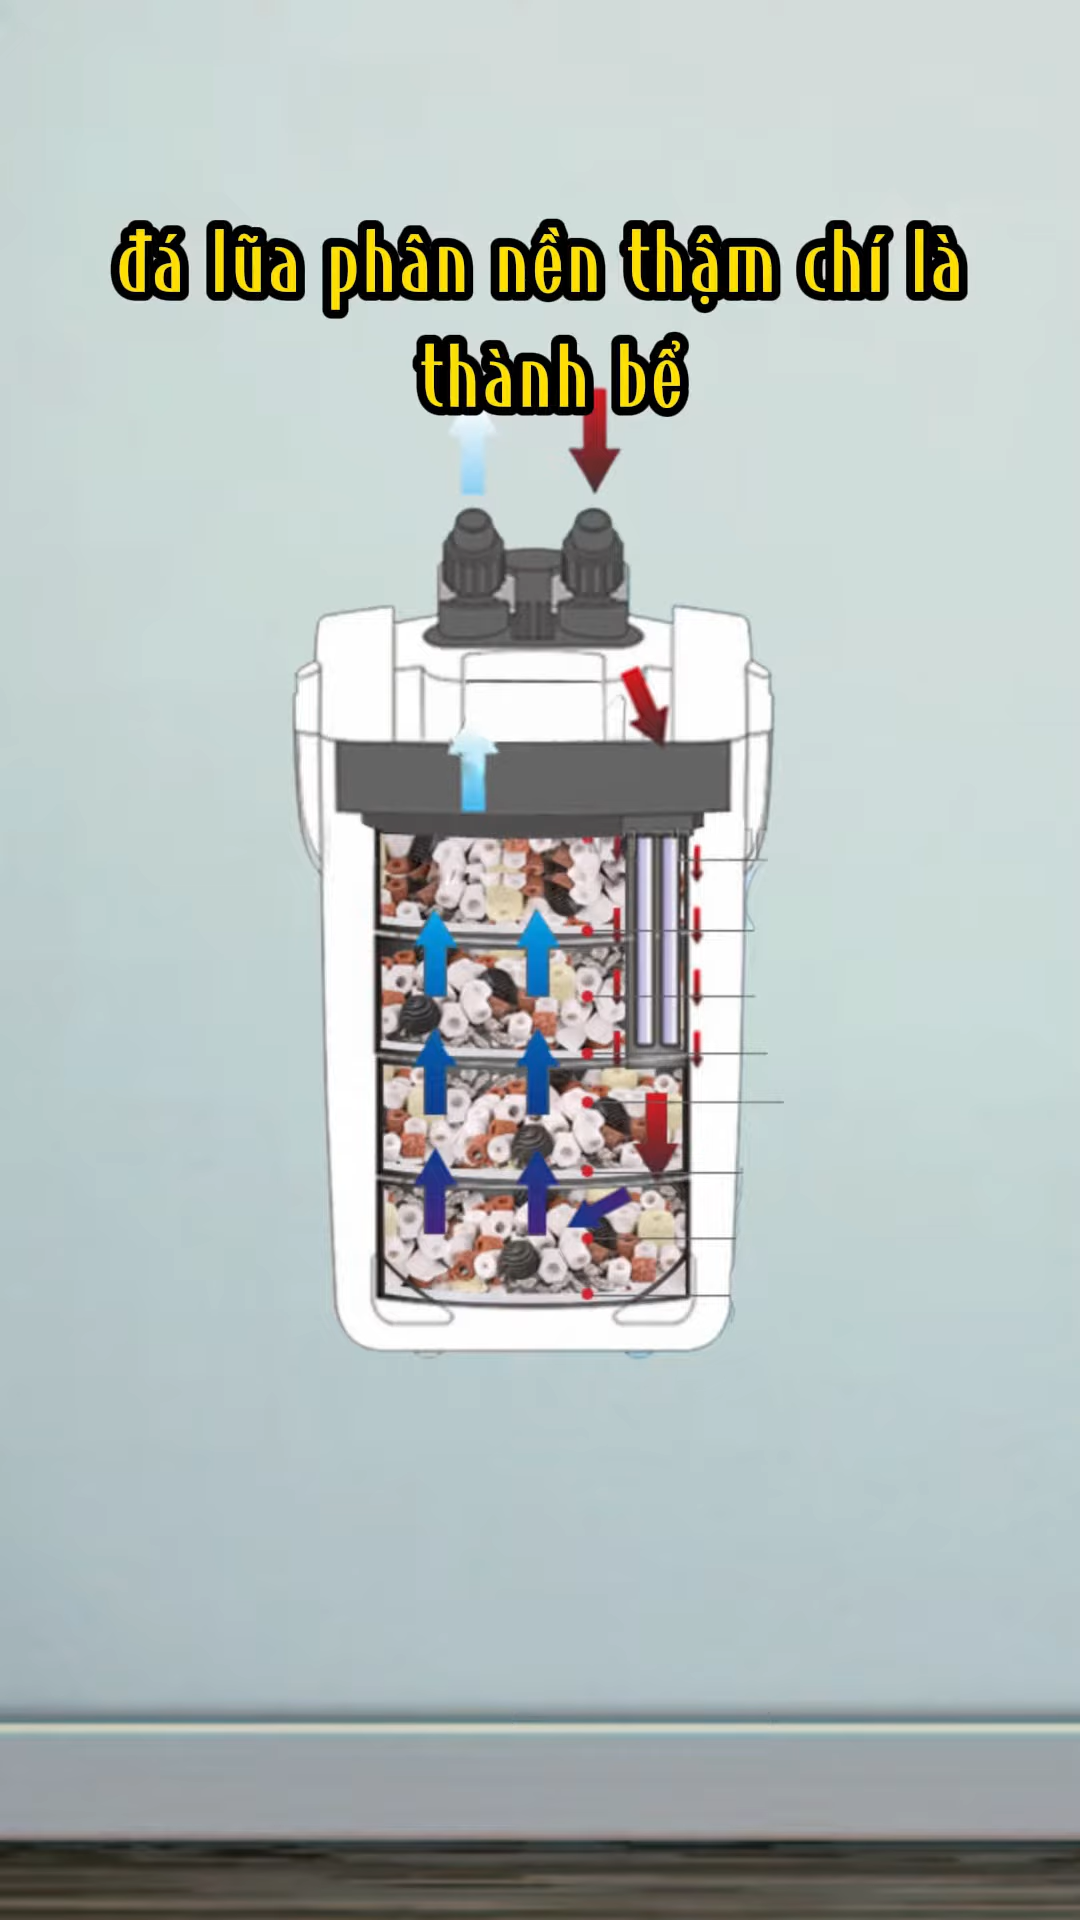 đá lũa phân nền thậm chí là
thành bể